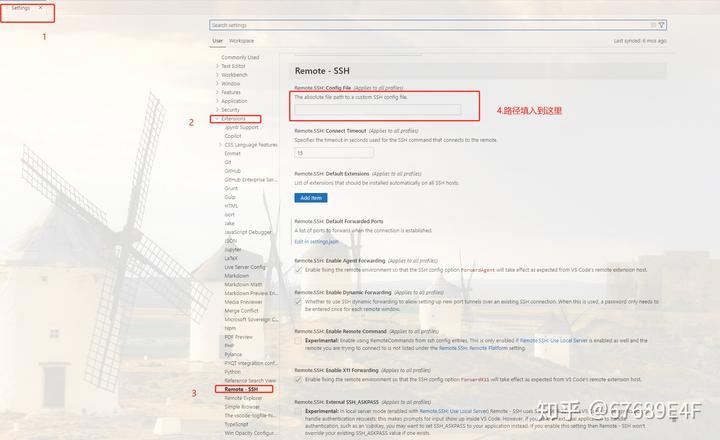 Settings
1
Search settings
User
Workspace
Last synced: 6 mos ago
Commonly Used
Text Editor
Workbench
Window
Features
Application
Security
2
Extensions
.ipynb Support
Copilot
CSS Language Features
Emmet
Git
GitHub
GitHub Enterprise Ser...
Grunt
Gulp
HTML
isort
Jake
JavaScript Debugger
JSON
Jupyter
LaTeX
Live Server Config
Markdown
Markdown Math
Markdown Preview En...
Media Previewer
Merge Conflict
Microsoft Sovereign C...
Npm
PDF Preview
PHP
Pylance
PYQT integration conf...
Python
Reference Search View
3
Remote - SSH
Remote Explorer
Simple Browser
The vscode-logfile-hi...
TypeScript
Win Opacity Configur...
Remote - SSH
Remote.SSH: Config File (Applies to all profiles)
The absolute file path to a custom SSH config file.
4.路径填入到这里
Remote.SSH: Connect Timeout (Applies to all profiles)
Specifies the timeout in seconds used for the SSH command that connects to the remote.
15
Remote.SSH: Default Extensions (Applies to all profiles)
List of extensions that should be installed automatically on all SSH hosts.
Add Item
Remote.SSH: Default Forwarded Ports
A list of ports to forward when the connection is established.
Edit in settings.json
Remote.SSH: Enable Agent Forwarding (Applies to all profiles)
Enable fixing the remote environment so that the SSH config option ForwardAgent will take effect as expected from VS Code's remote extension host.
Remote.SSH: Enable Dynamic Forwarding (Applies to all profiles)
Whether to use SSH dynamic forwarding to allow setting up new port tunnels over an existing SSH connection. When this is used, a password only needs to
be entered once for each remote window.
Remote.SSH: Enable Remote Command (Applies to all profiles)
Experimental: Enable using RemoteCommands from ssh config entries. This is only enabled if Remote.SSH: Use Local Server is enabled as well and the
remote you are trying to connect to is not listed under the Remote.SSH: Remote Platform setting.
Remote.SSH: Enable X11 Forwarding (Applies to all profiles)
Enable fixing the remote environment so that the SSH config option ForwardX11 will take effect as expected from VS Code's remote extension host.
Remote.SSH: External SSH_ASKPASS (Applies to all profiles)
Experimental: In local server mode (enabled with Remote.SSH: Use Local Server) Remote - SSH uses
handle authentication requests: this makes prompts for input show up inside VS Code. However, if you
authentication, such as an Yubikey, you may want to set SSH_ASKPASS to your application instead. If you enable this setting then Remote - SSH won't
override your existing SSH_ASKPASS value if one exists.
知乎 @67689E4F